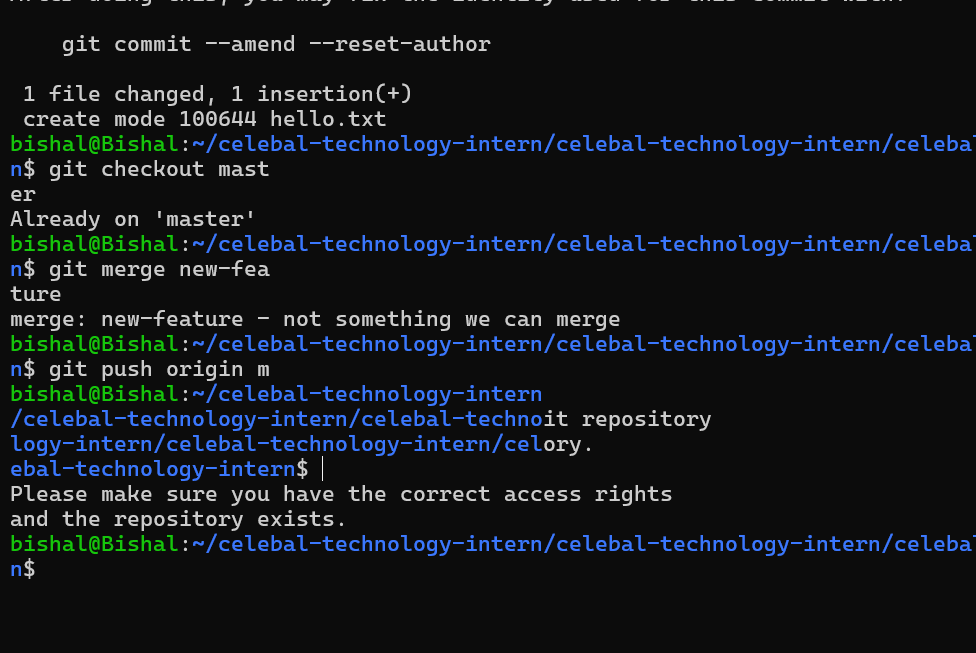 git commit --amend --reset-author
1 file changed, 1 insertion(+)
create mode 100644 hello.txt
bishal@Bishal:~/celebal-technology-intern/celebal-technology-intern/celeba
n$ git checkout mast
er
Already on 'master'
bishal@Bishal:~/celebal-technology-intern/celebal-technology-intern/celeba
n$ git merge new-fea
ture
merge: new-feature - not something we can merge
bishal@Bishal:~/celebal-technology-intern/celebal-technology-intern/celeba
n$ git push origin m
bishal@Bishal:~/celebal-technology-intern
/celebal-technology-intern/celebal-technoit repository
logy-intern/celebal-technology-intern/celory.
ebal-technology-intern$
Please make sure you have the correct access rights
and the repository exists.
bishal@Bishal:~/celebal-technology-intern/celebal-technology-intern/celeba
n$